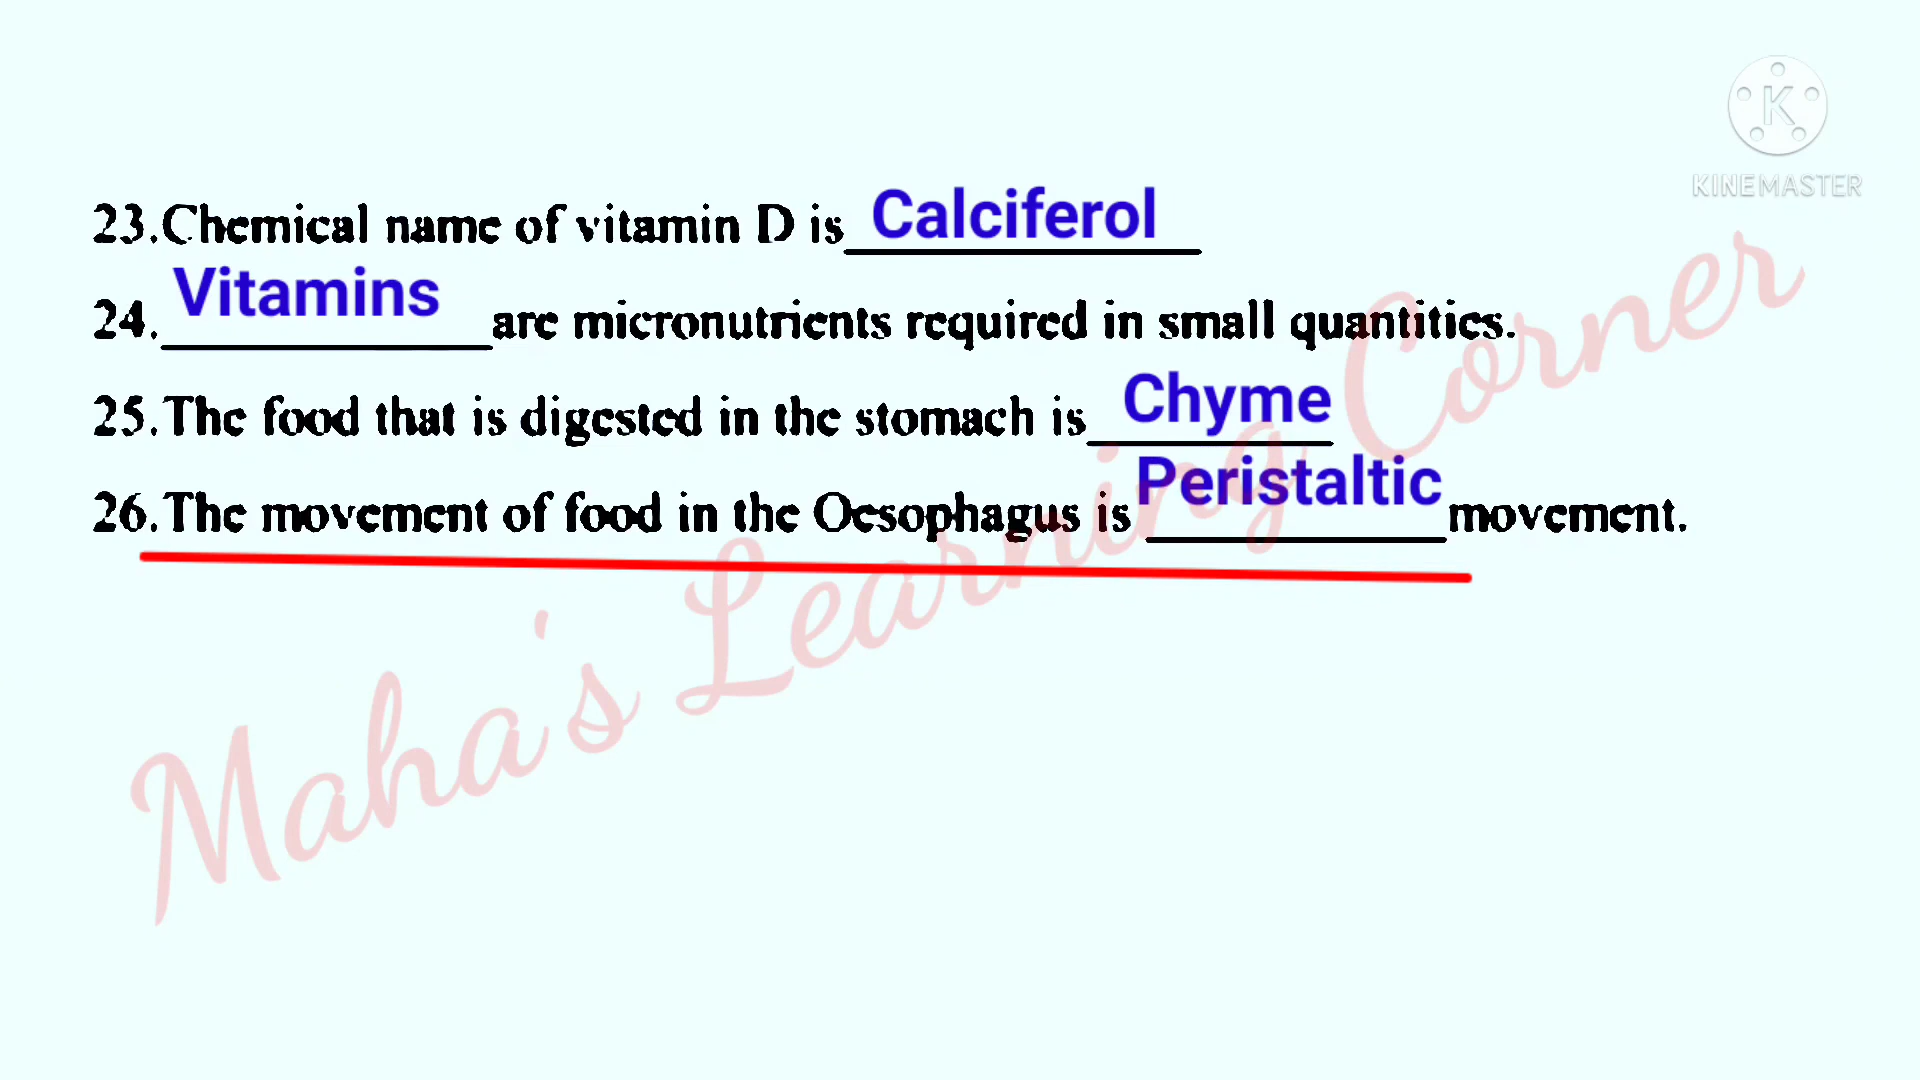 K
KINEMASTER
23.Chemical name of vitamin D is Calciferol
24. Vitamins are micronutrients required in small quantities.
25.The food that is digested in the stomach is Chyme
26.The movement of food in the Oesophagus is Peristaltic movement.
Maha's Learning Corner